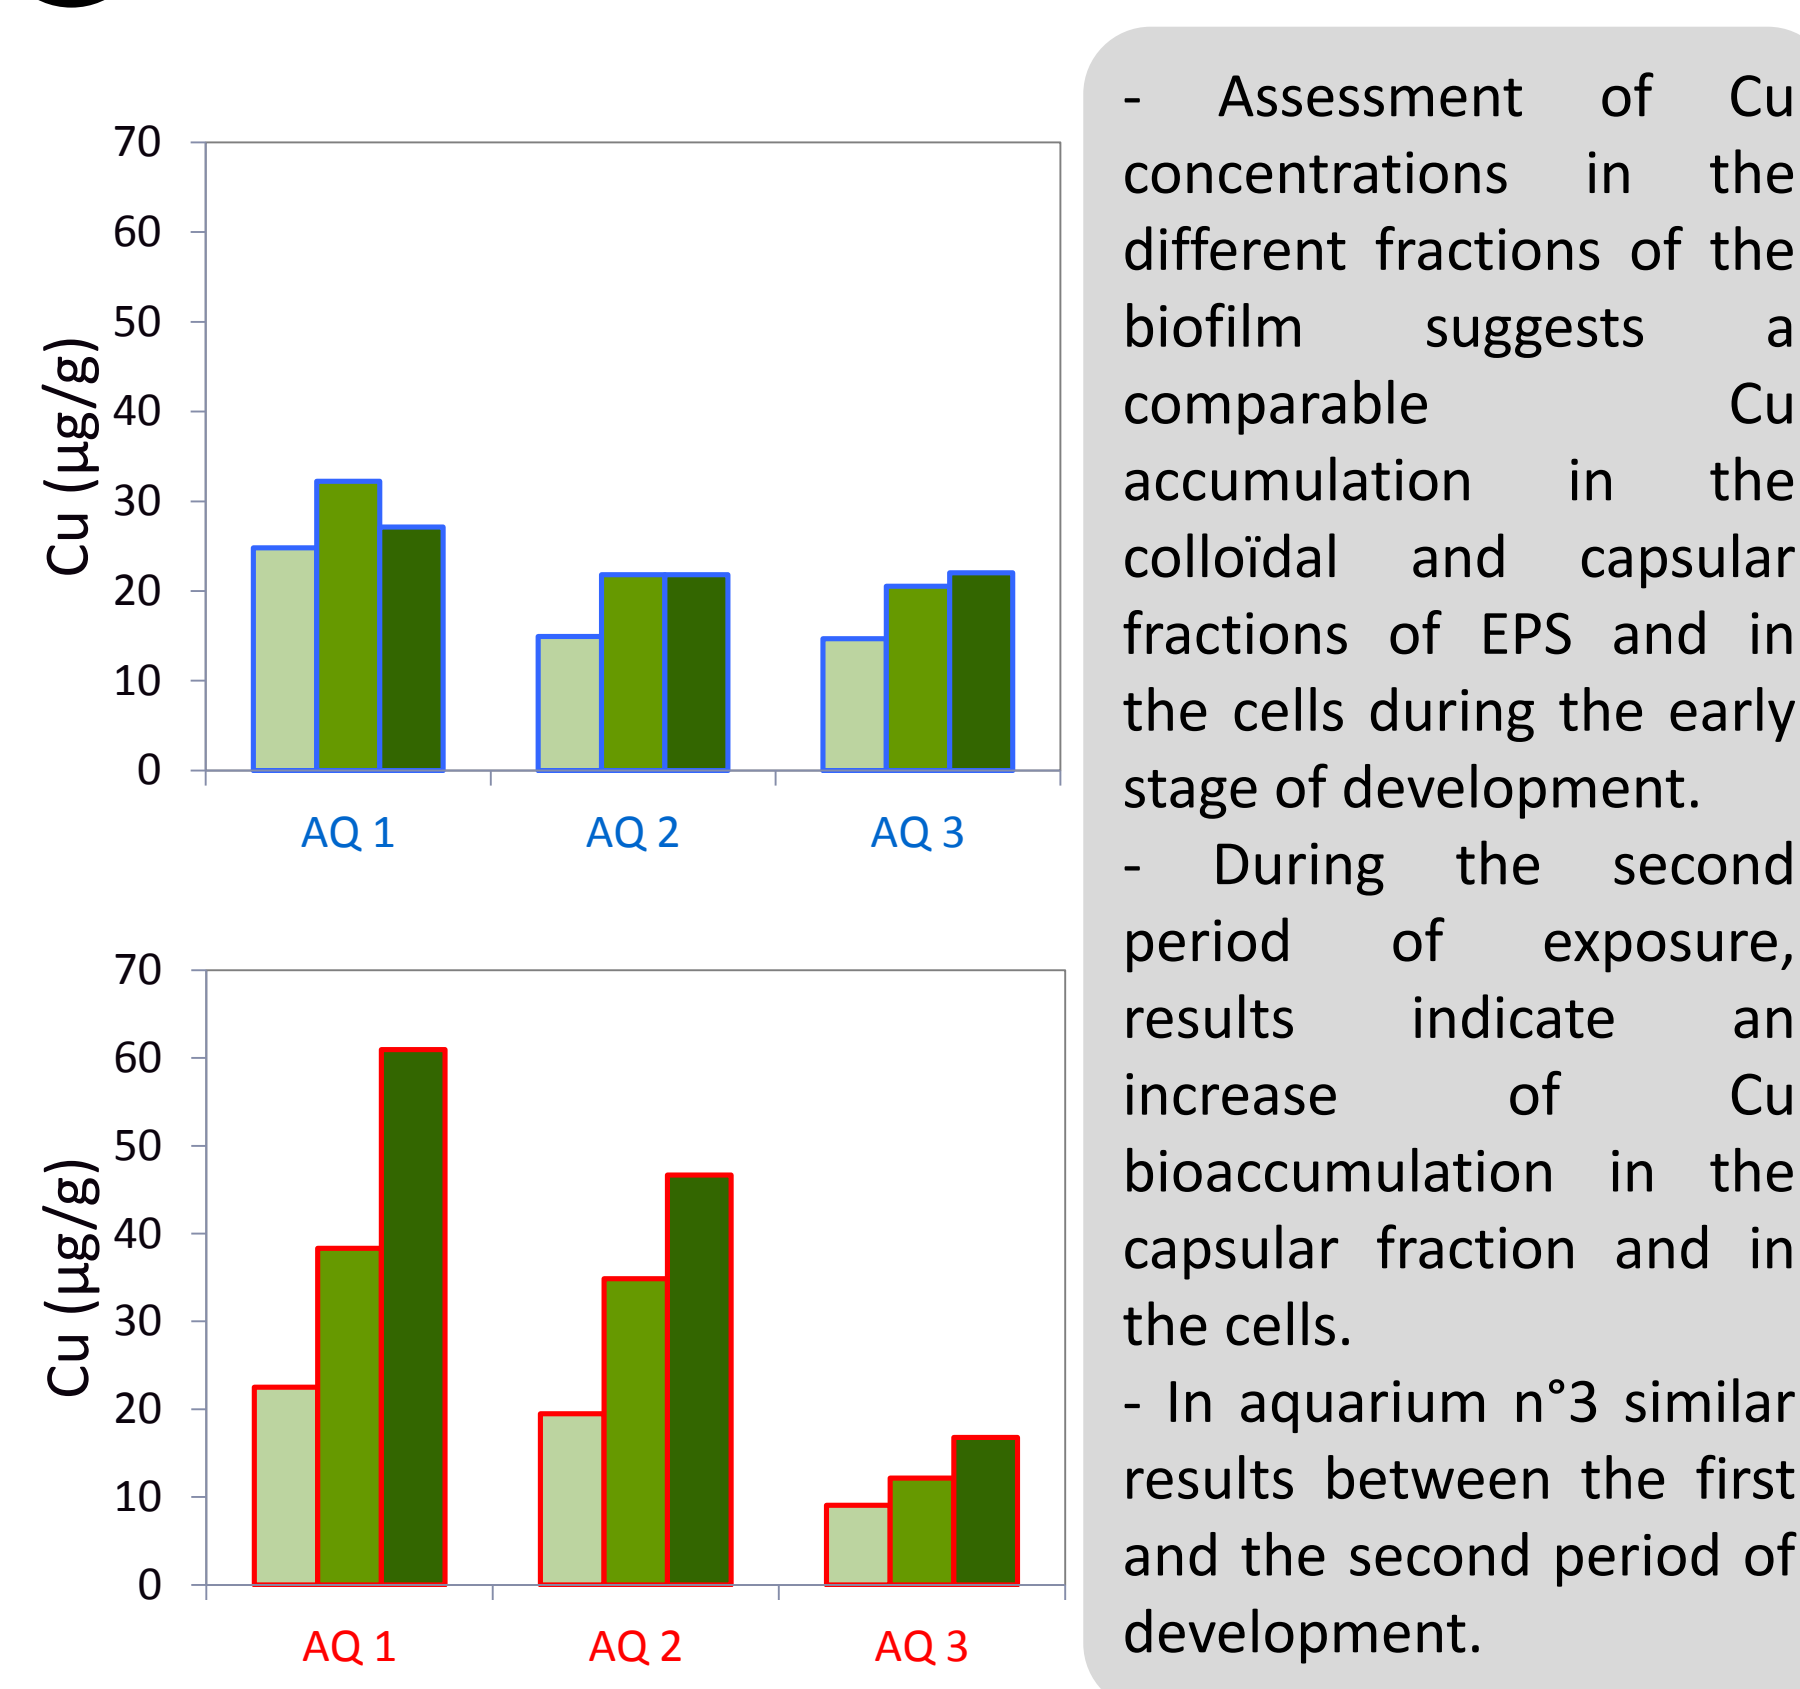 70
60
50
40
30
20
10
0
Cu (µg/g)
AQ 1 AQ 2 AQ 3
70
60
50
40
30
20
10
0
Cu (µg/g)
AQ 1 AQ 2 AQ 3
- Assessment of Cu
concentrations in the
different fractions of the
biofilm suggests a
comparable Cu
accumulation in the
colloïdal and capsular
fractions of EPS and in
the cells during the early
stage of development.
- During the second
period of exposure,
results indicate an
increase of Cu
bioaccumulation in the
capsular fraction and in
the cells.
- In aquarium n°3 similar
results between the first
and the second period of
development.